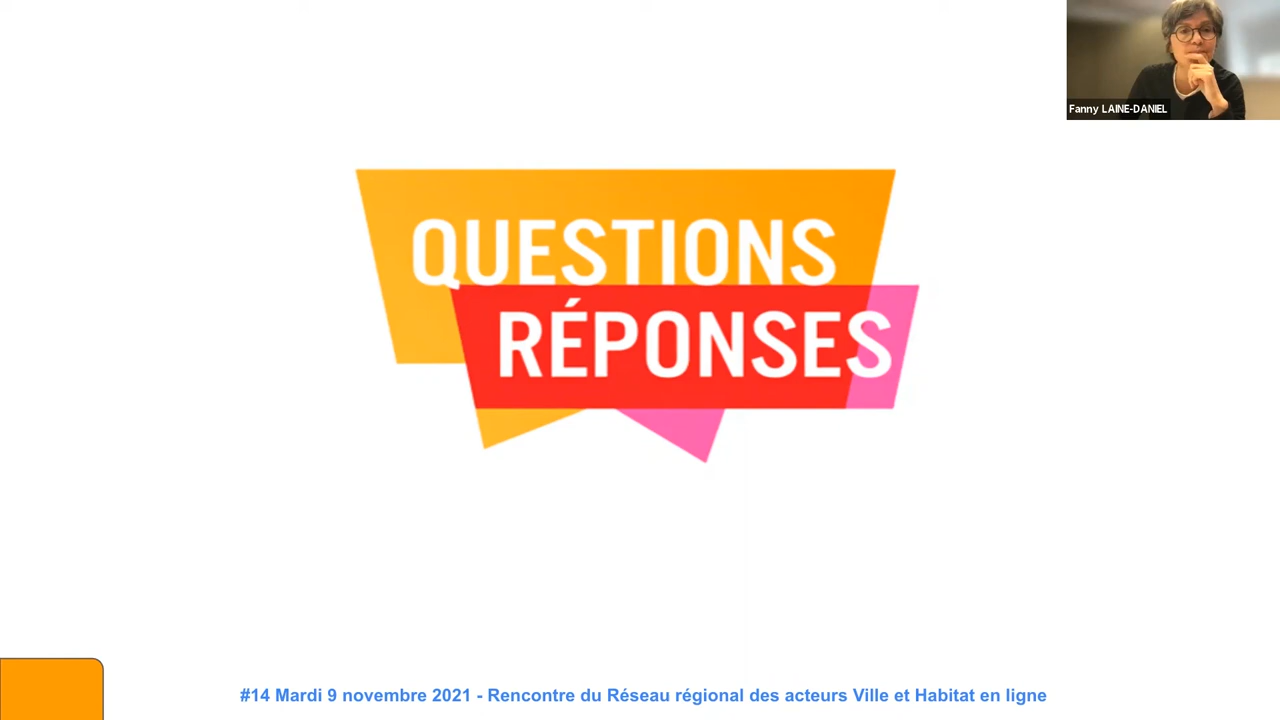 Fanny LAINE-DANIEL
QUESTIONS
RÉPONSES
#14 Mardi 9 novembre 2021 - Rencontre du Réseau régional des acteurs Ville et Habitat en ligne